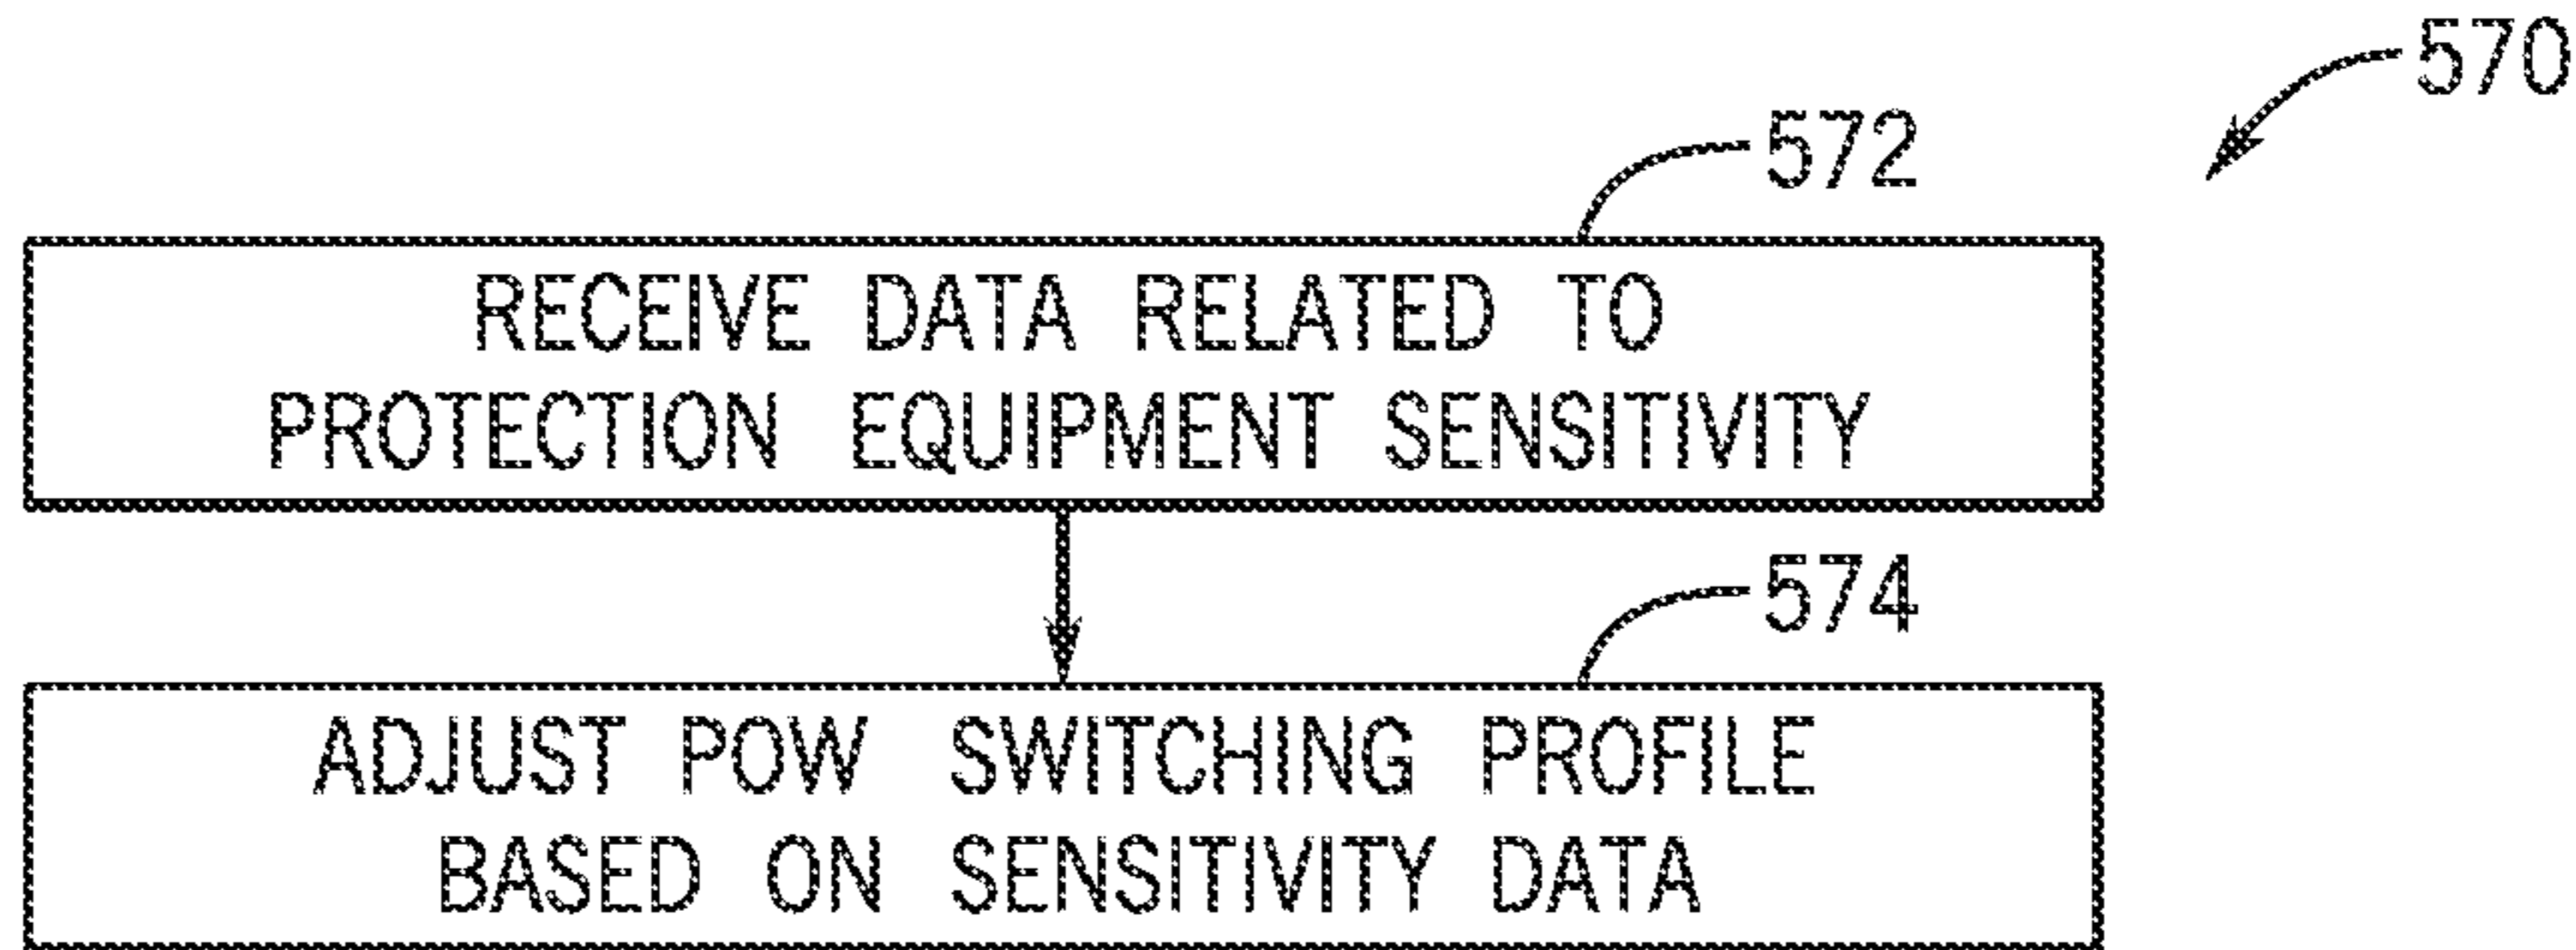 570
572
RECEIVE DATA RELATED TO
PROTECTION EQUIPMENT SENSITIVITY
574
ADJUST POW SWITCHING PROFILE
BASED ON SENSITIVITY DATA